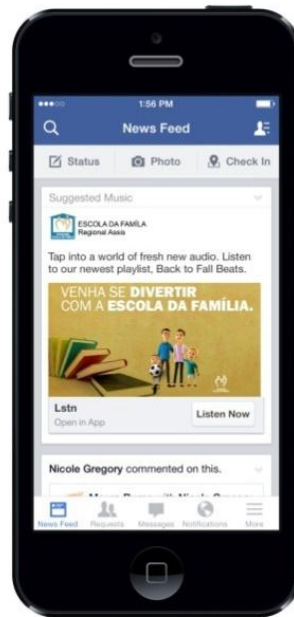 1:56 PM
News Feed
Status Photo Check In
Suggested Music
ESCOLA DA FAMÍLA
Regional Assis
Tap into a world of fresh new audio. Listen
to our newest playlist, Back to Fall Beats.
VENHA SE DIVERTIR
COM A ESCOLA DA FAMÍLIA.
Lstn
Open in App
Listen Now
Nicole Gregory commented on this.
News Feed Requests Messages Notifications More